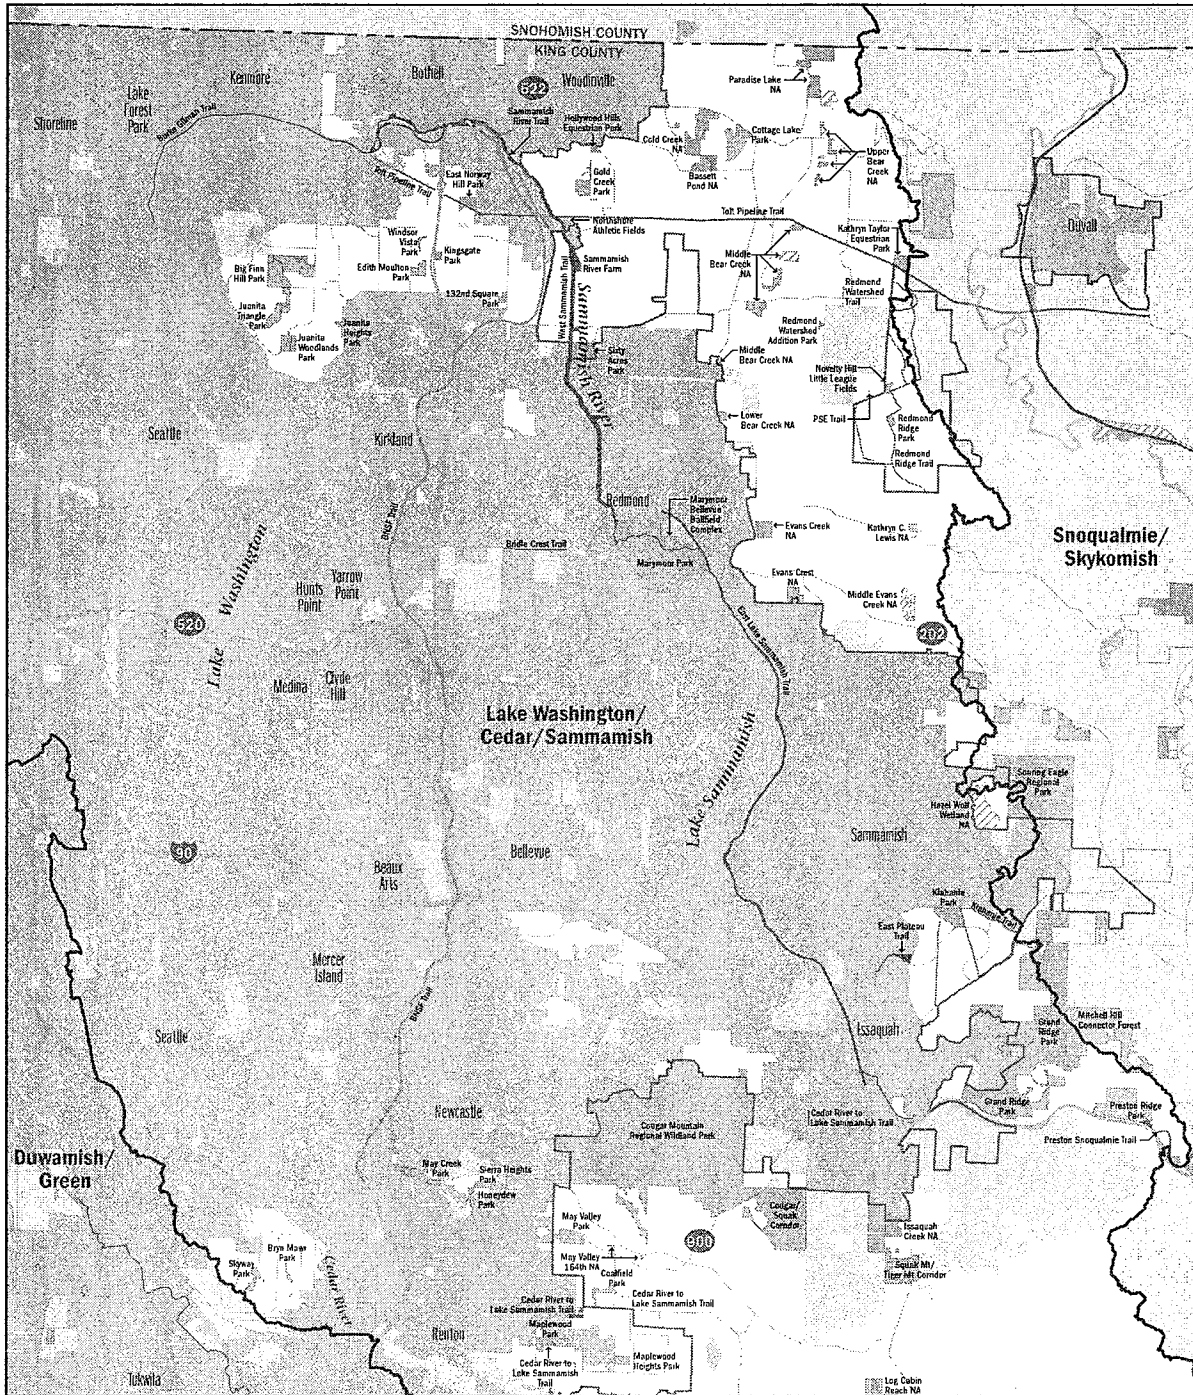 SNOHOMISH COUNTY
KING COUNTY
Kenmore
Bothell
522
Woodinville
Paradise Lake
NA
Lake
Forest
Park
Shoreline
Sammamish
River Trail
Hollywood Hills
Equestrian Park
Cold Creek
NA
Cottage Lake
Park
Upper
Bear
Creek
NA
Bassett
Pond NA
East Norway
Hill Park
Gold
Creek
Park
Tolt Pipeline Trail
Tolt Pipeline Trail
Northshore
Athletic Fields
Kathryn Taylor
Equestrian
Park
Duvall
Windsor
Vista
Park
Kingsgate
Park
Big Finn
Hill Park
Edith Moulton
Park
Sammamish
River Farm
Middle
Bear Creek
NA
Redmond
Watershed
Trail
132nd Square
Park
West Sammamish Trail
Sammamish River
Juanita
Triangle
Park
Juanita
Heights
Park
Juanita
Woodlands
Park
Redmond
Watershed
Addition Park
Sixty
Acres
Park
Middle
Bear Creek NA
Novelty Hill
Little League
Fields
PSE Trail
Lower
Bear Creek NA
Redmond
Ridge
Park
Redmond
Ridge Trail
Seattle
Kirkland
BNSF Trail
Redmond
Marymoor
Bellevue
Ballfield
Complex
Evans Creek
NA
Kathryn C.
Lewis NA
Snoqualmie/
Skykomish
Bridle Crest Trail
Marymoor Park
Lake Washington
Hunts
Point
Yarrow
Point
Evans Crest
NA
Middle Evans
Creek NA
520
202
East Lake Sammamish Trail
Medina
Clyde
Hill
Lake Washington/
Cedar/Sammamish
Lake Sammamish
Soaring Eagle
Regional
Park
Hazel Wolf
Wetland
NA
90
Sammamish
Bellevue
Beaux
Arts
Klahanie
Park
Klahanie Trail
East Plateau
Trail
Mercer
Island
BNSF Trail
Seattle
Issaquah
Grand
Ridge
Park
Mitchell Hill
Connector Forest
Grand Ridge
Park
Preston Ridge
Park
Newcastle
Cougar Mountain
Regional Wildland Park
Cedar River to
Lake Sammamish Trail
Preston Snoqualmie Trail
Duwamish/
Green
May Creek
Park
Sierra Heights
Park
Honeydew
Park
May Valley
Park
Cougar/
Squak
Corridor
Issaquah
Creek NA
900
Bryn Mawr
Park
Skyway
Park
Cedar River
May Valley
164th NA
Coalfield
Park
Squak Mt/
Tiger Mt Corridor
Cedar River to
Lake Sammamish Trail
Cedar River to
Lake Sammamish Trail
Renton
Maplewood
Park
Cedar River to
Lake Sammamish
Trail
Maplewood
Heights Park
Tukwila
Log Cabin
Reach NA